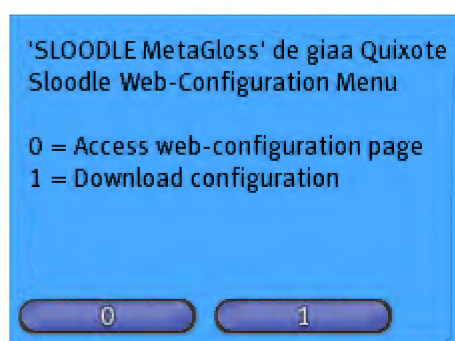 'SLOODLE MetaGloss' de giaa Quixote
Sloodle Web-Configuration Menu
0 = Access web-configuration page
1 = Download configuration
0 1